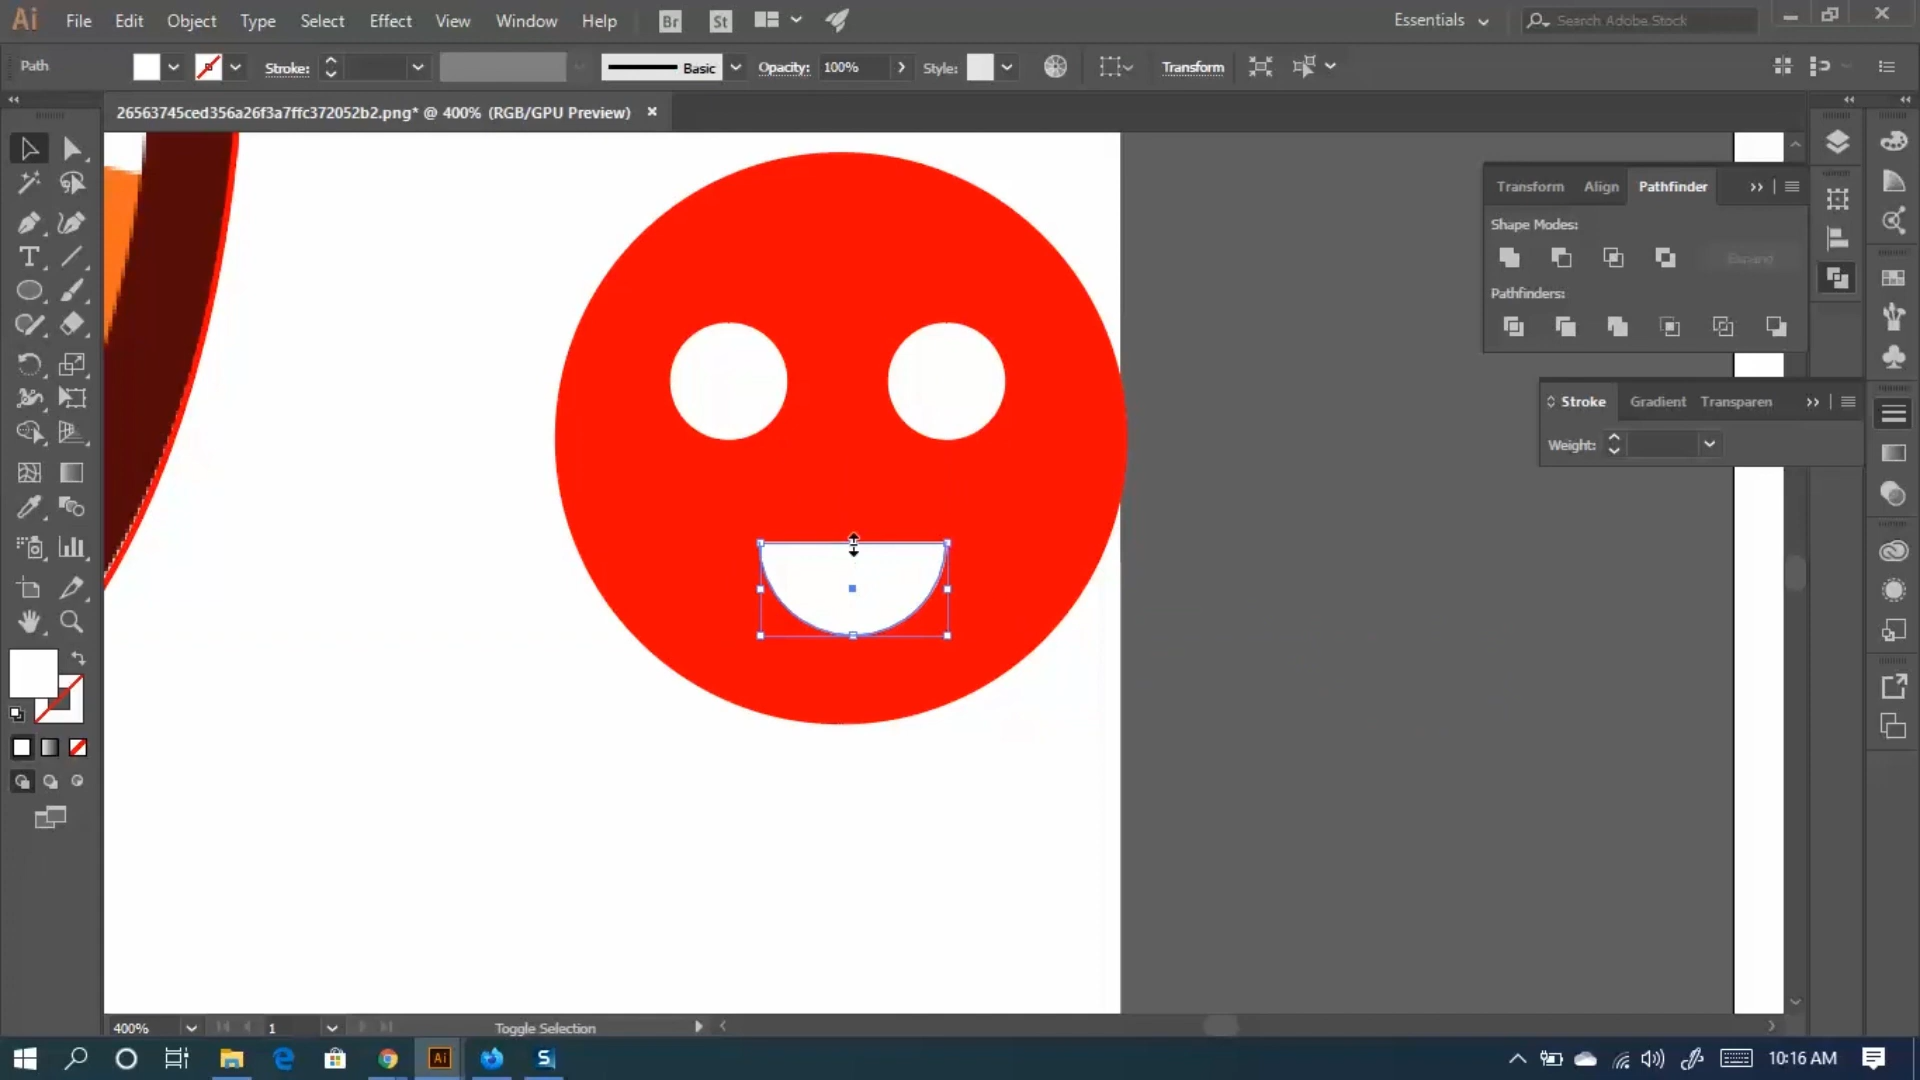 Ai File Edit Object Type Select Effect View Window Help Br St Essentials Search Adobe Stock
Path Stroke: Basic Opacity: 100% Style: Transform
26563745ced356a26f3a7ffc372052b2.png* @ 400% (RGB/GPU Preview)
Transform Align Pathfinder
Shape Modes:
Expand
Pathfinders:
Stroke Gradient Transparen
Weight:
400% 1 Toggle Selection
Ai S 10:16 AM